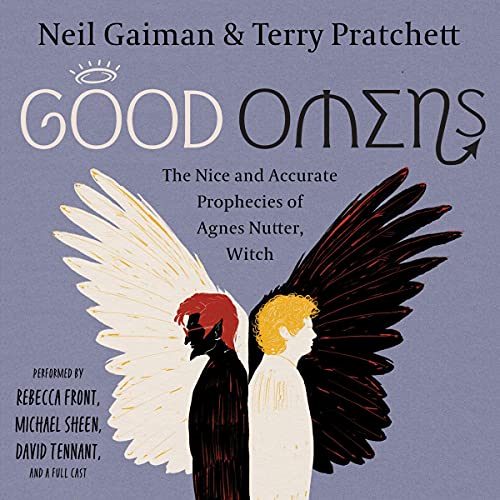 Neil Gaiman & Terry Pratchett
GOOD OMENS
The Nice and Accurate
Prophecies of
Agnes Nutter,
Witch
PERFORMED BY
REBECCA FRONT,
MICHAEL SHEEN,
DAVID TENNANT,
AND A FULL CAST